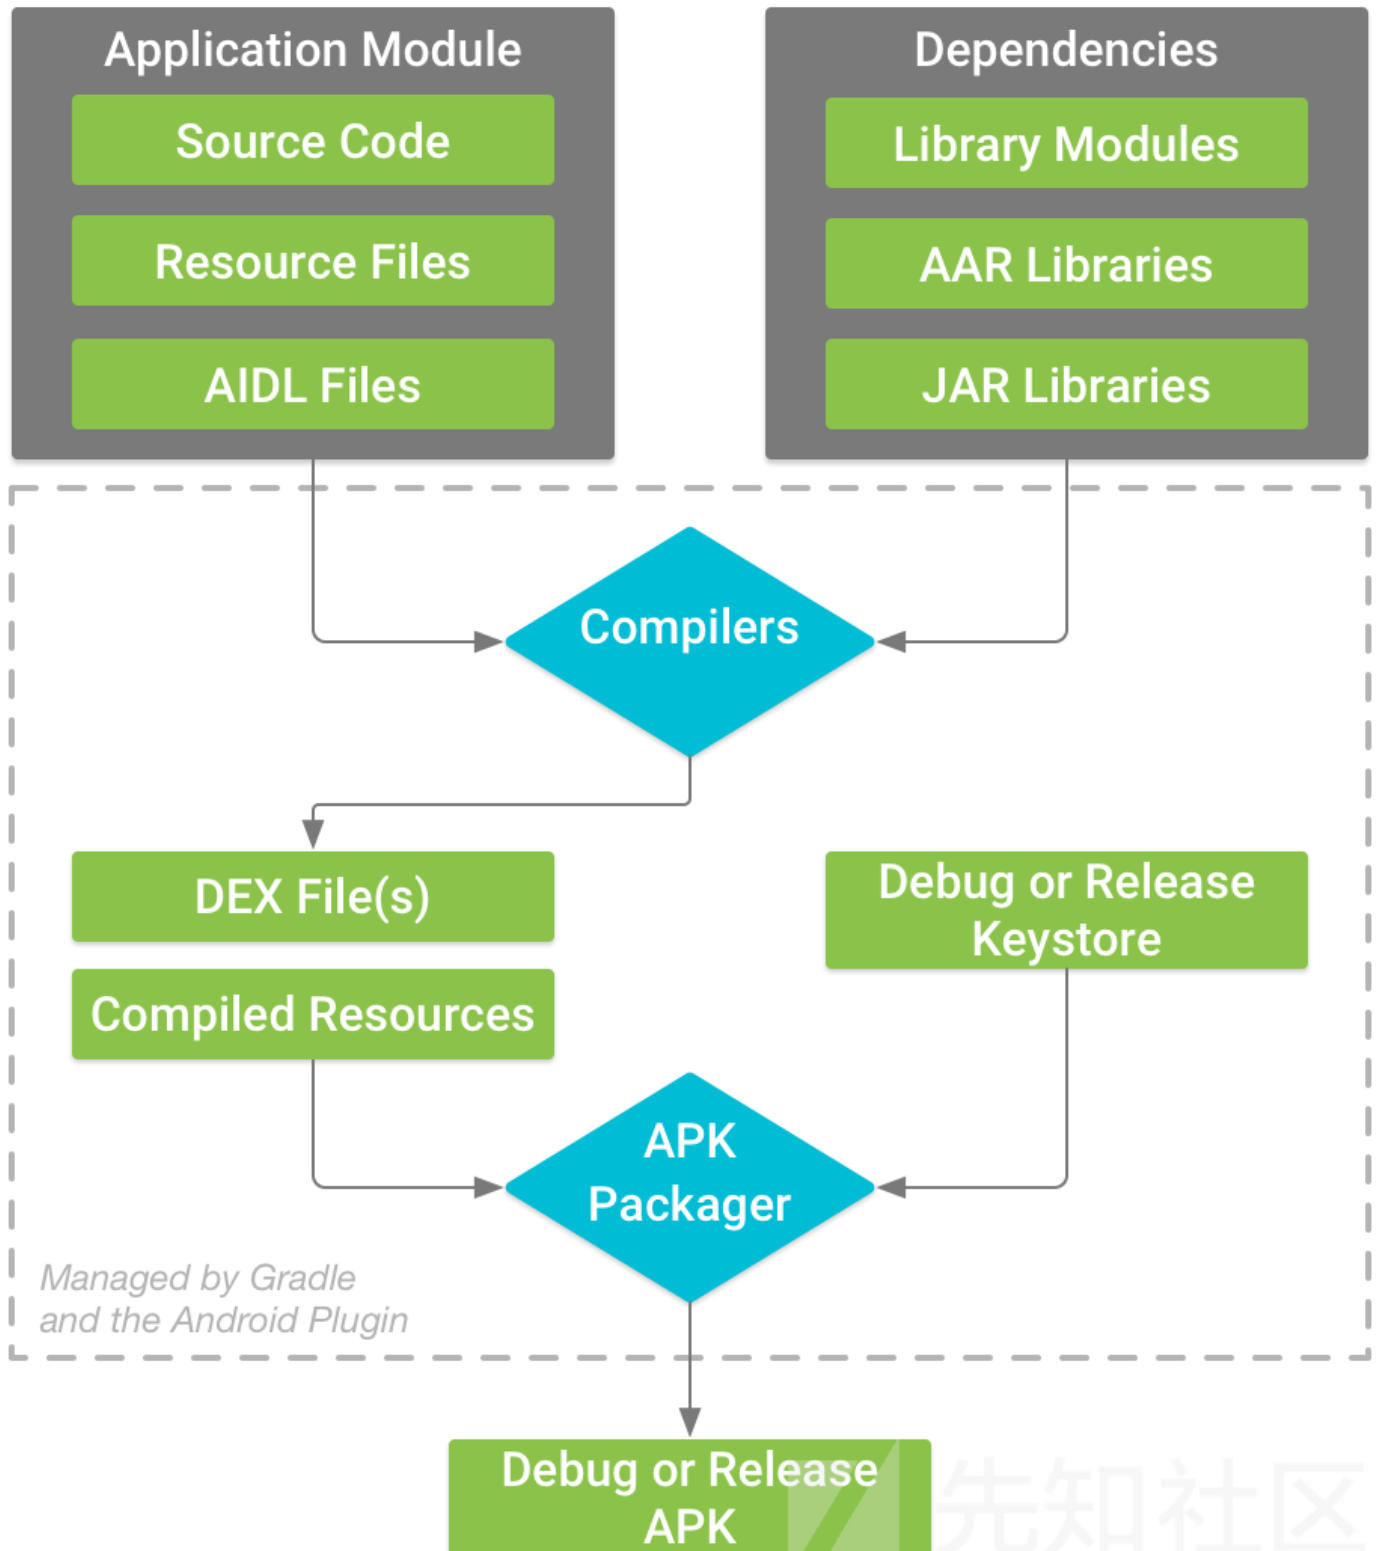 Application Module
Source Code
Resource Files
AIDL Files
Dependencies
Library Modules
AAR Libraries
JAR Libraries
Compilers
DEX File(s)
Compiled Resources
Debug or Release
Keystore
APK
Packager
Managed by Gradle
and the Android Plugin
Debug or Release
APK
先知社区